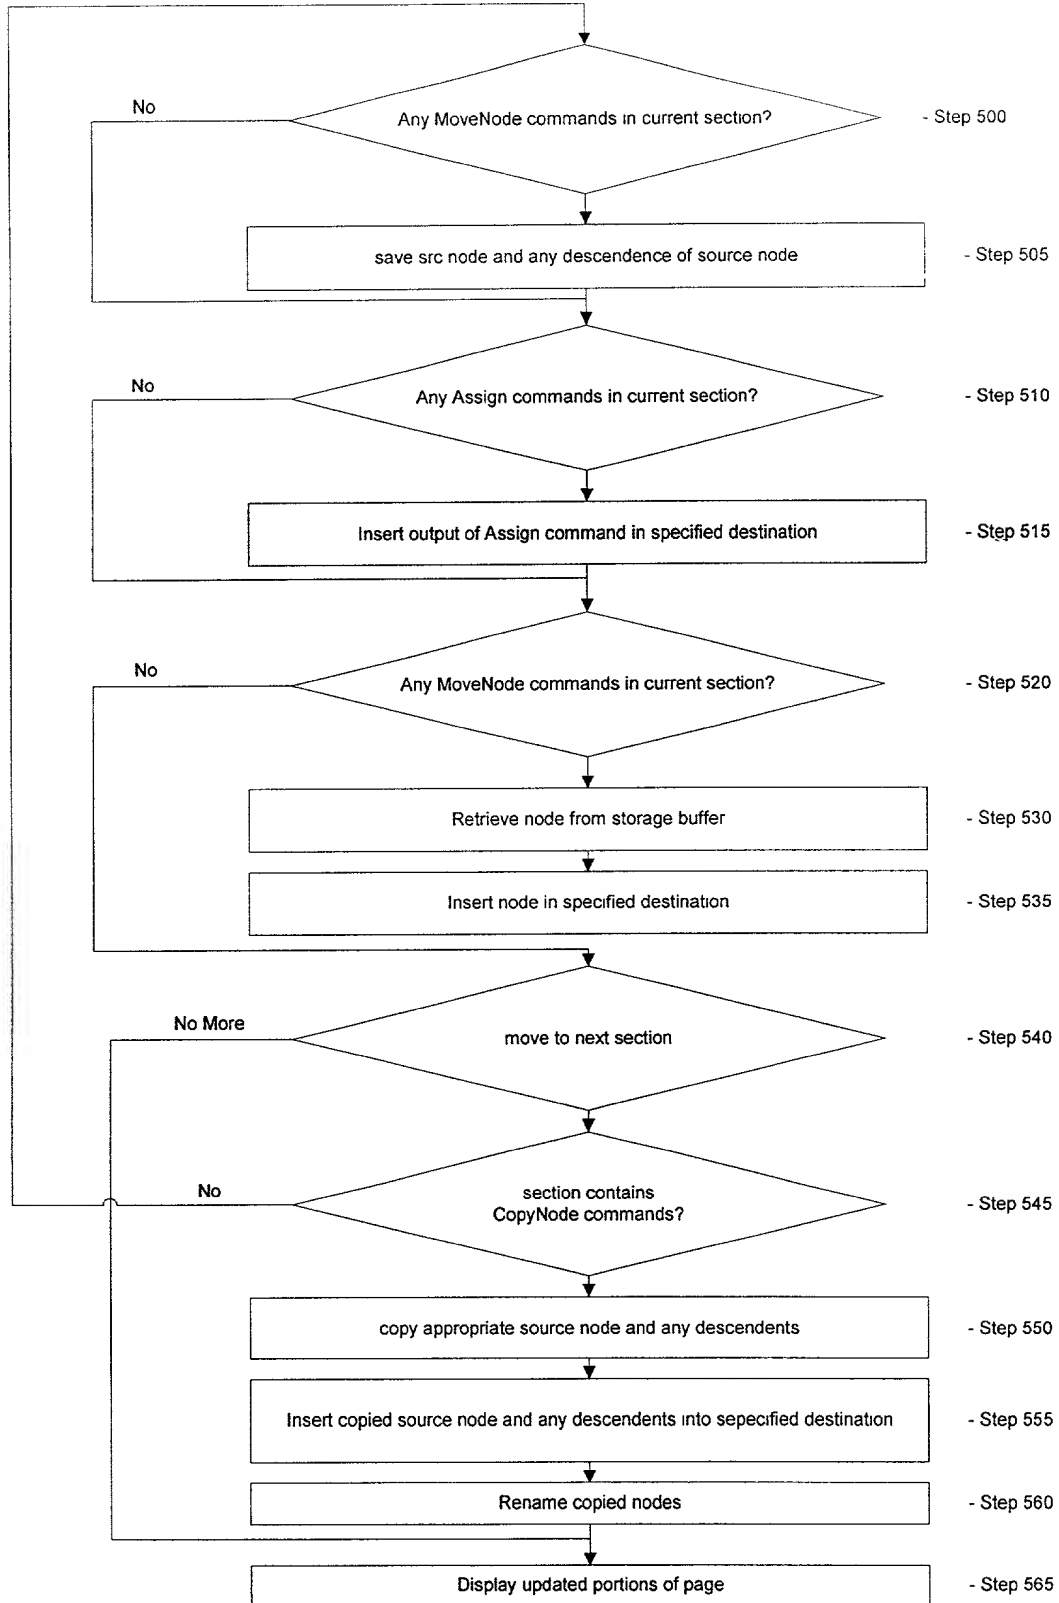 No
Any MoveNode commands in current section?
- Step 500
save src node and any descendence of source node
- Step 505
No
Any Assign commands in current section?
- Step 510
Insert output of Assign command in specified destination
- Step 515
No
Any MoveNode commands in current section?
- Step 520
Retrieve node from storage buffer
- Step 530
Insert node in specified destination
- Step 535
No More
move to next section
- Step 540
No
section contains
CopyNode commands?
- Step 545
copy appropriate source node and any descendents
- Step 550
Insert copied source node and any descendents into sepecified destination
- Step 555
Rename copied nodes
- Step 560
Display updated portions of page
- Step 565